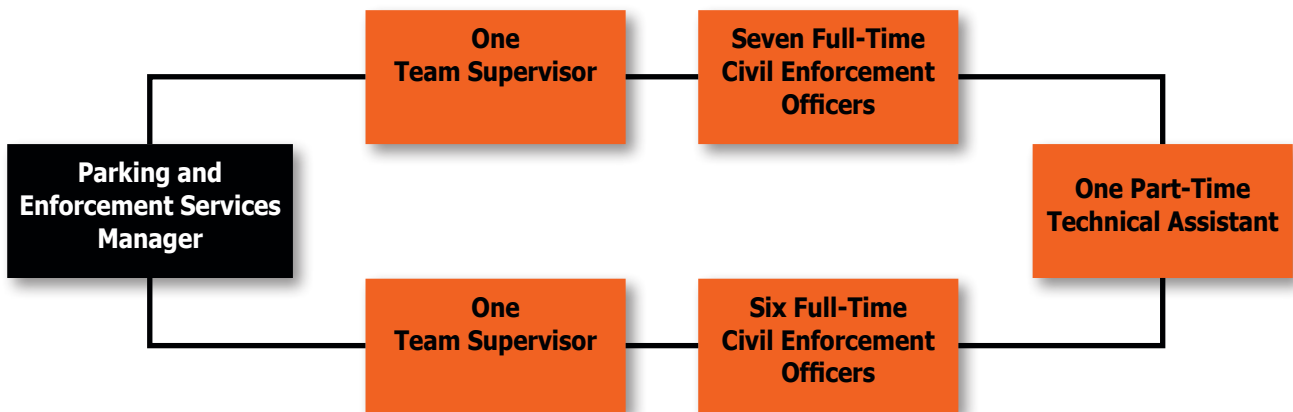 One
Team Supervisor
Seven Full-Time
Civil Enforcement
Officers
Parking and
Enforcement Services
Manager
One Part-Time
Technical Assistant
One
Team Supervisor
Six Full-Time
Civil Enforcement
Officers